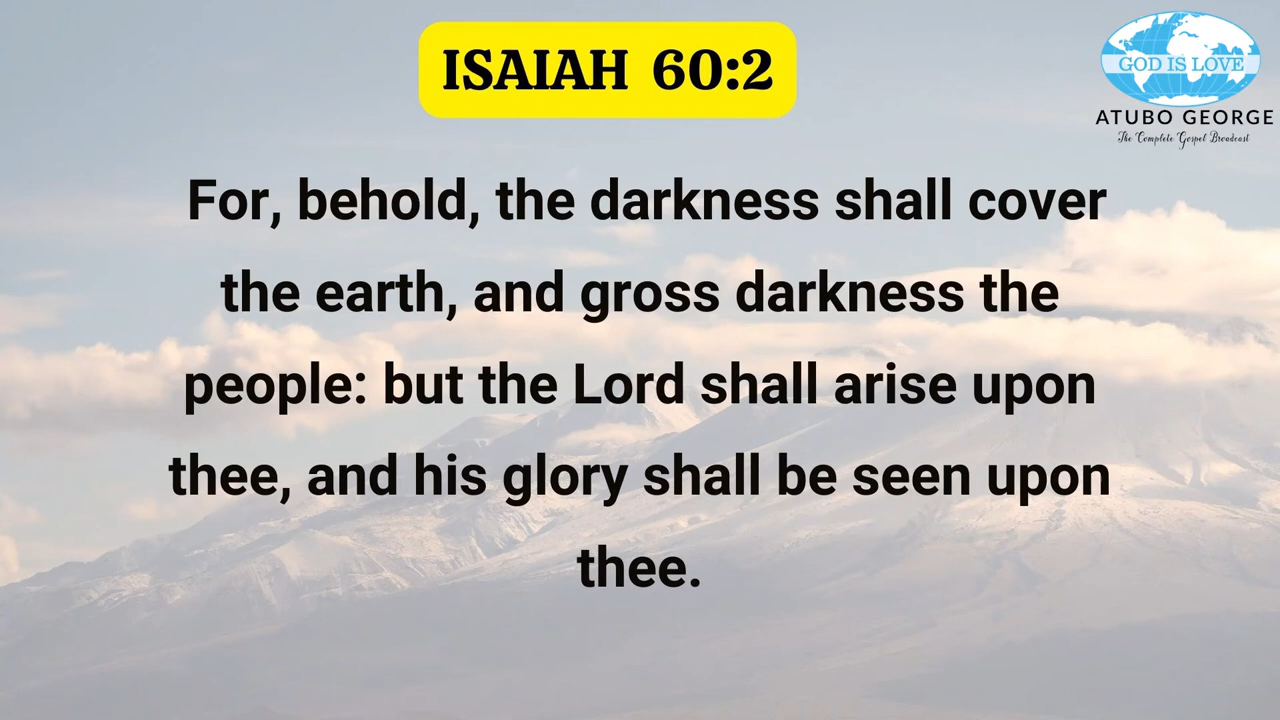 ISAIAH 60:2
GOD IS LOVE
ATUBO GEORGE
The Complete Gospel Broadcast
For, behold, the darkness shall cover
the earth, and gross darkness the
people: but the Lord shall arise upon
thee, and his glory shall be seen upon
thee.